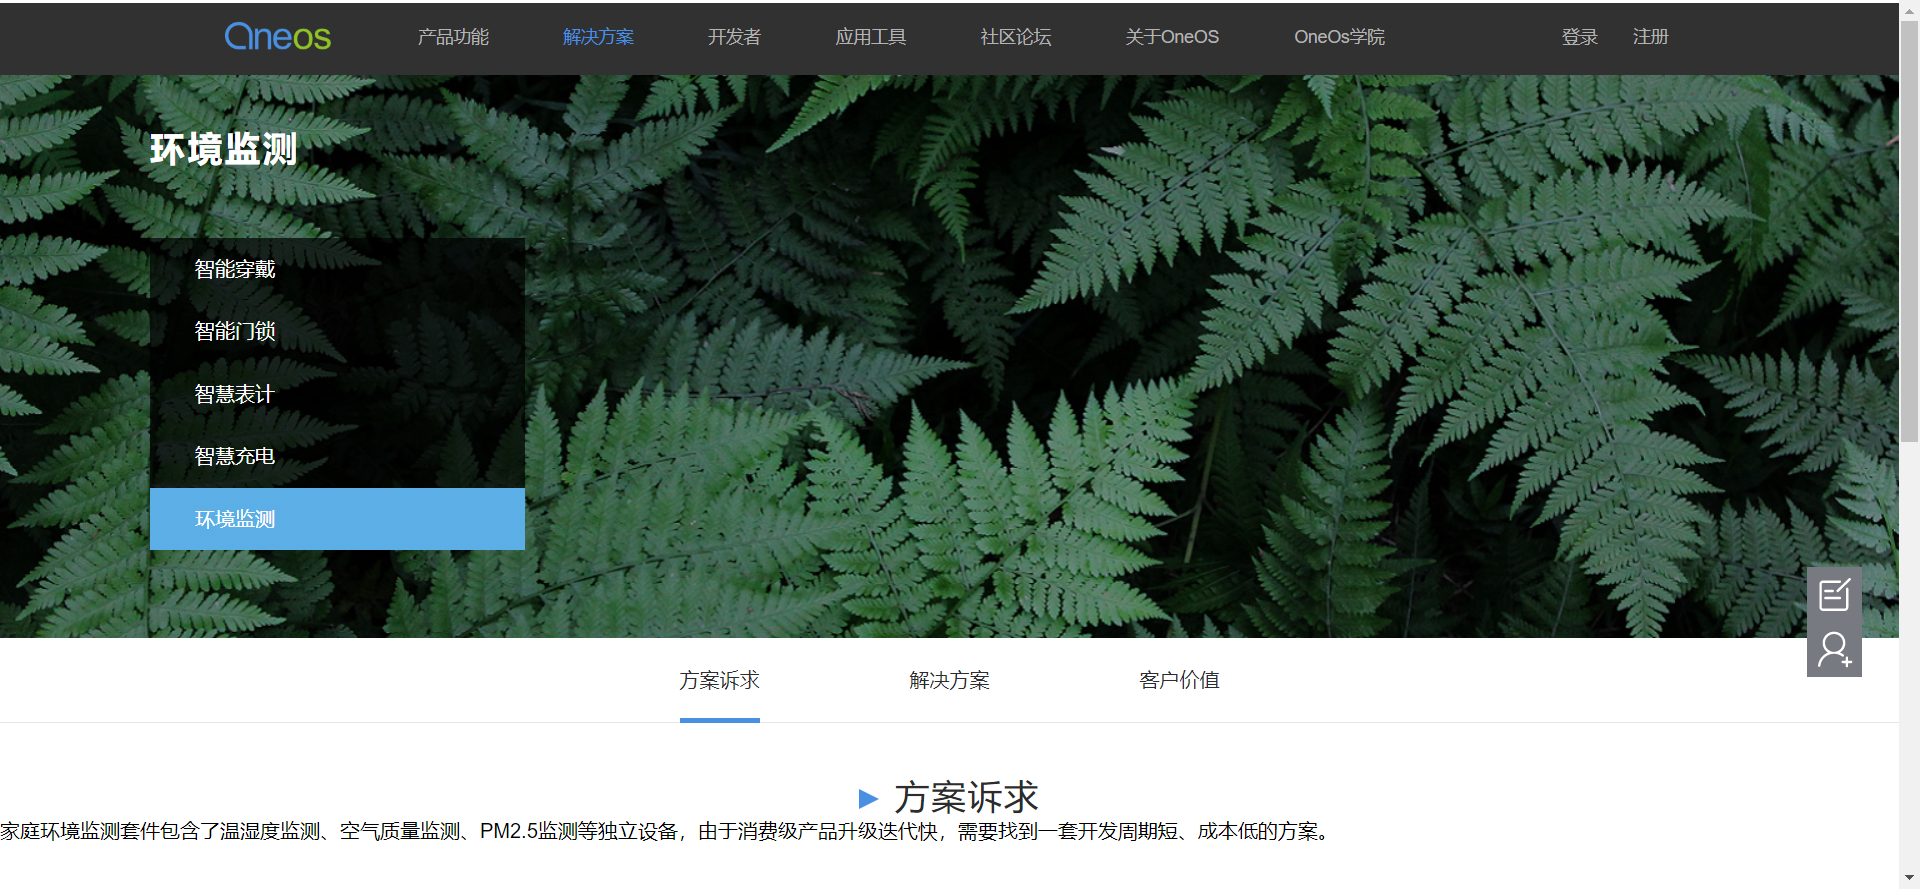 Oneos 产品功能 解决方案 开发者 应用工具 社区论坛 关于OneOS OneOs学院 登录 注册
环境监测
智能穿戴
智能门锁
智慧表计
智慧充电
环境监测
方案诉求 解决方案 客户价值
方案诉求
家庭环境监测套件包含了温湿度监测、空气质量监测、PM2.5监测等独立设备，由于消费级产品升级迭代快，需要找到一套开发周期短、成本低的方案。